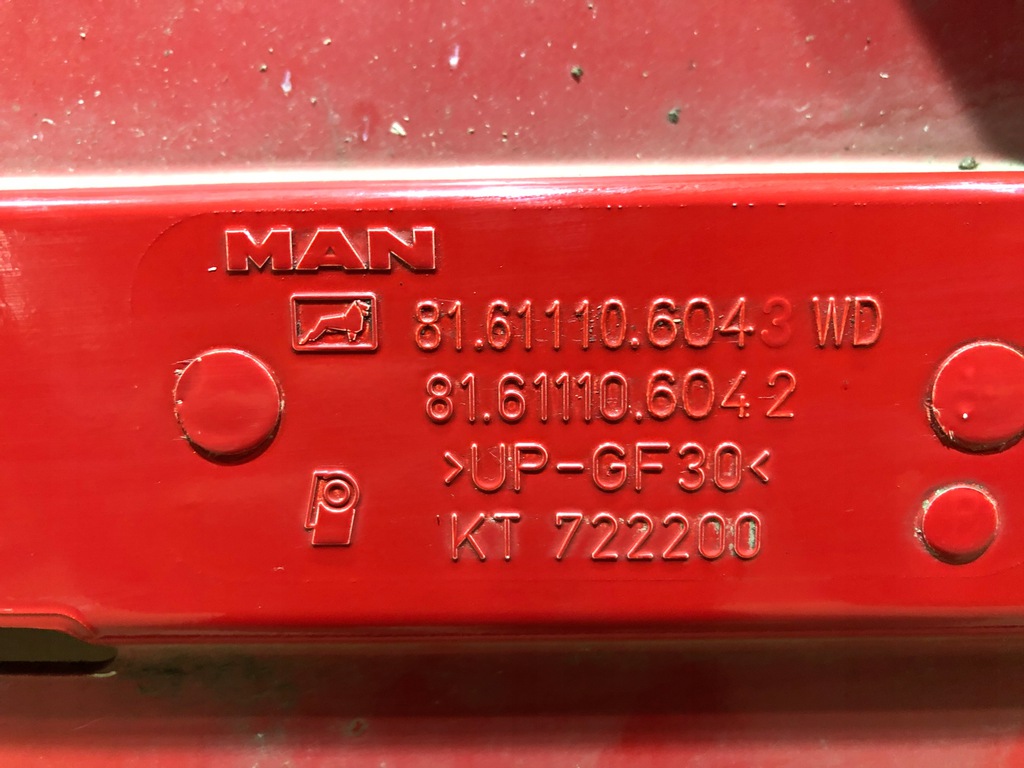 MAN
81.61110.6043 WD
81.61110.6042
>UP-GF30<
KT 722200